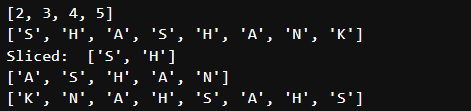 [2, 3, 4, 5]
['S', 'H', 'A', 'S', 'H', 'A', 'N', 'K']
Sliced:  ['S', 'H']
['A', 'S', 'H', 'A', 'N']
['K', 'N', 'A', 'H', 'S', 'A', 'H', 'S']